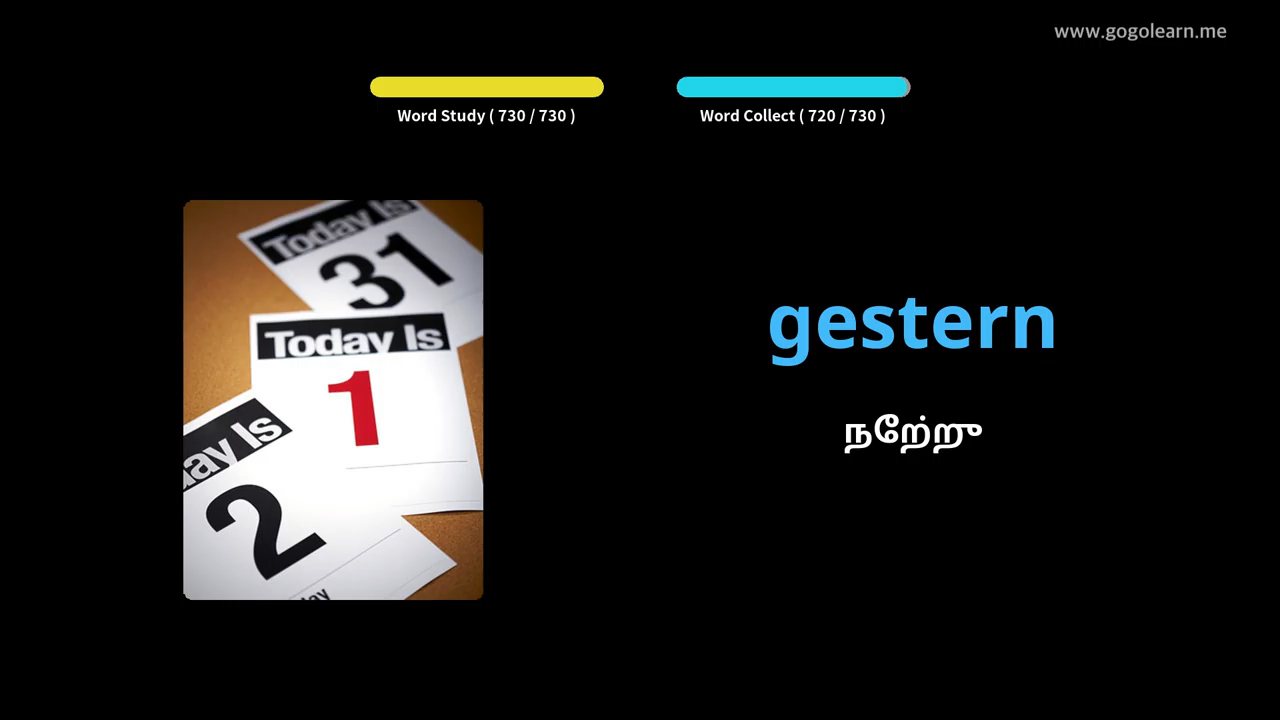 www.gogolearn.me
Word Study ( 730 / 730 )
Word Collect ( 720 / 730 )
Today Is
31
Today Is
1
ay Is
2
ay
gestern
நேற்று